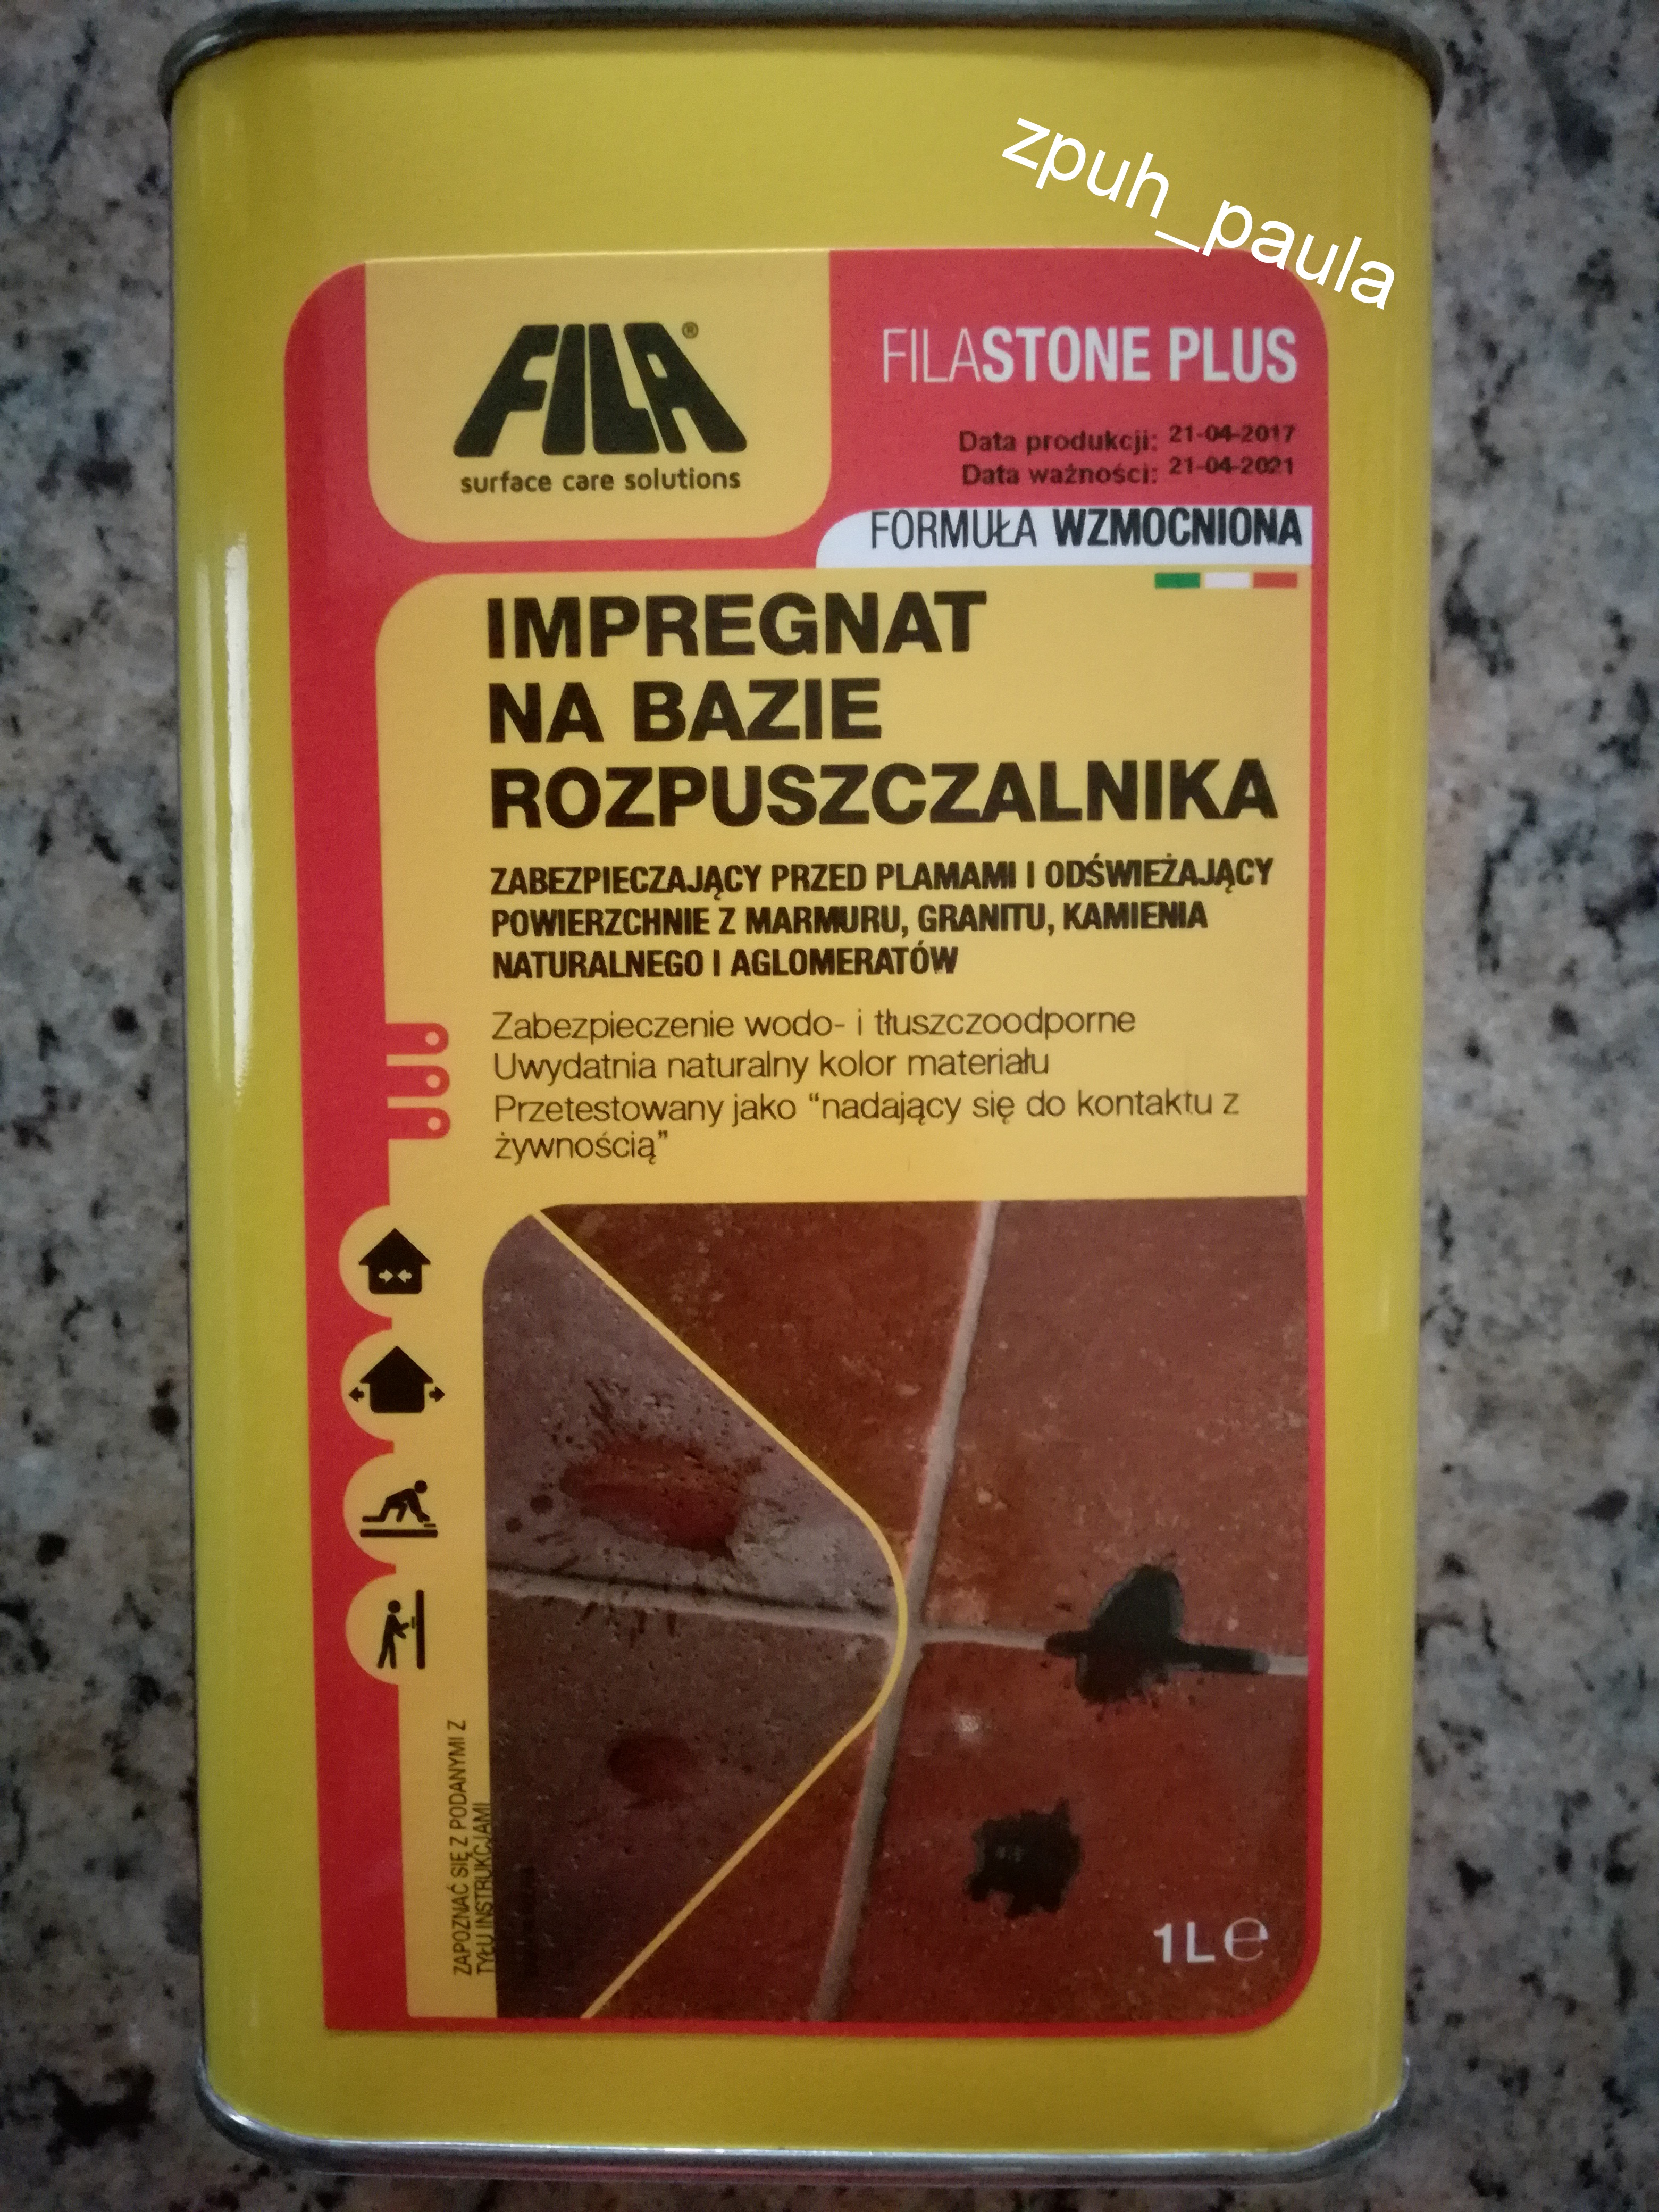 zpuh_paula
FILA®
surface care solutions
FILASTONE PLUS
Data produkcji: 21-04-2017
Data ważności: 21-04-2021
FORMUŁA WZMOCNIONA
IMPREGNAT
NA BAZIE
ROZPUSZCZALNIKA
ZABEZPIECZAJĄCY PRZED PLAMAMI I ODŚWIEŻAJĄCY
POWIERZCHNIE Z MARMURU, GRANITU, KAMIENIA
NATURALNEGO I AGLOMERATÓW
Zabezpieczenie wodo- i tłuszczoodporne
Uwydatnia naturalny kolor materiału
Przetestowany jako “nadający się do kontaktu z
żywnością”
ZAPOZNAĆ SIĘ Z PODANYMI Z
TYŁU INSTRUKCJAMI
1L℮